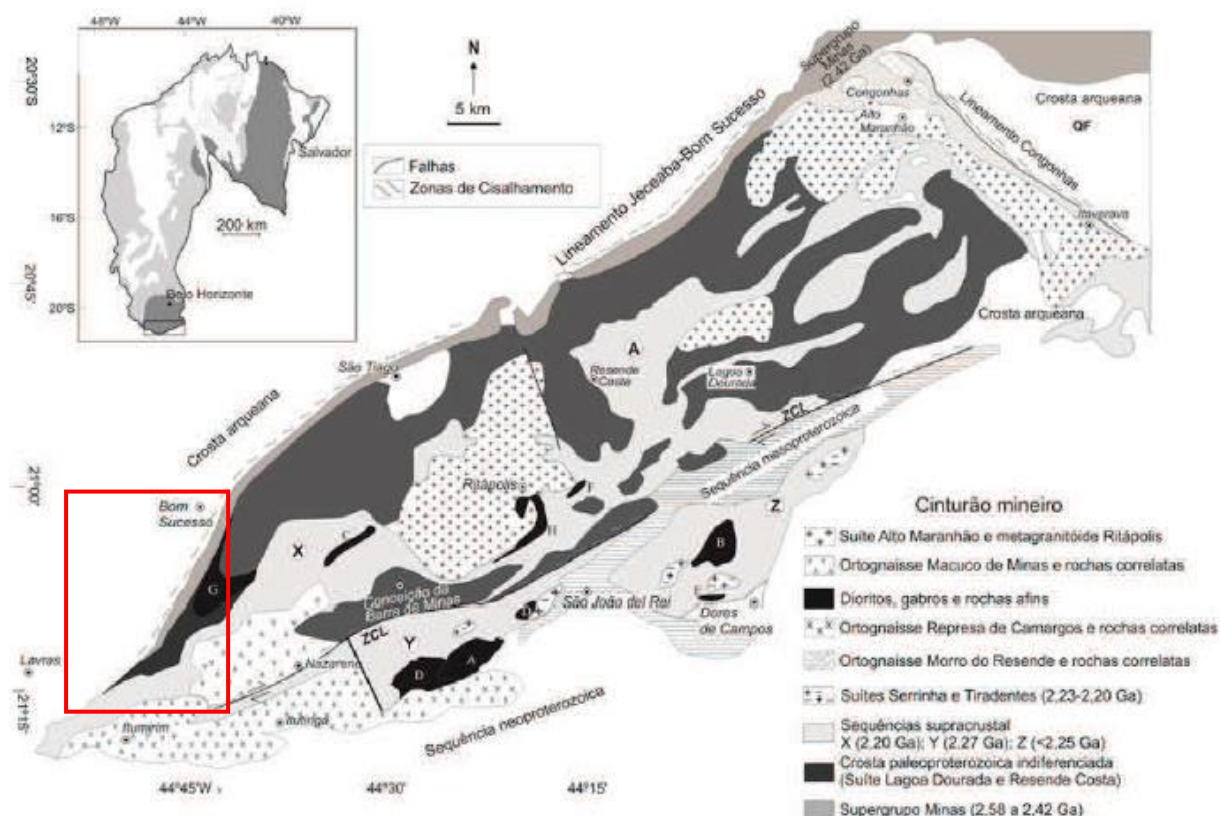 48°W
44°W
40°W
12°S
16°S
20°S
Salvador
200 km
Belo Horizonte
N
5 km
Falhas
Zonas de Cisalhamento
20°30'S
20°45'
21°00'
21°15'
44°45'W
44°30'
44°15'
Supergrupo
Minas
(2.42 Ga)
Congonhas
Alto
Maranhão
Lineamento Congonhas
Crosta arqueana
QF
Itaverava
Crosta arqueana
Lineamento Jeceaba-Bom Sucesso
São Tiago
Crosta arqueana
A
Resende
Costa
Lagoa
Dourada
ZCL
Sequência mesoproterozoica
Ritápolis
F
H
Z
B
E
Bom
Sucesso
X
C
G
Conceição da
Barra de Minas
São João del Rei
Dores
de Campos
ZCL
Y
D
A
Lavras
Nazareno
Itutinga
Itumirim
Sequência neoproterozoica
Cinturão mineiro
Suíte Alto Maranhão e metagranitóide Ritápolis
Ortognaisse Macuco de Minas e rochas correlatas
Dioritos, gabros e rochas afins
Ortognaisse Represa de Camargos e rochas correlatas
Ortognaisse Morro do Resende e rochas correlatas
Suítes Serrinha e Tiradentes (2.23-2,20 Ga)
Sequências supracrustal
X (2.20 Ga); Y (2.27 Ga); Z (<2.25 Ga)
Crosta paleoproterozoica indiferenciada
(Suíte Lagoa Dourada e Resende Costa)
Supergrupo Minas (2.58 a 2.42 Ga)